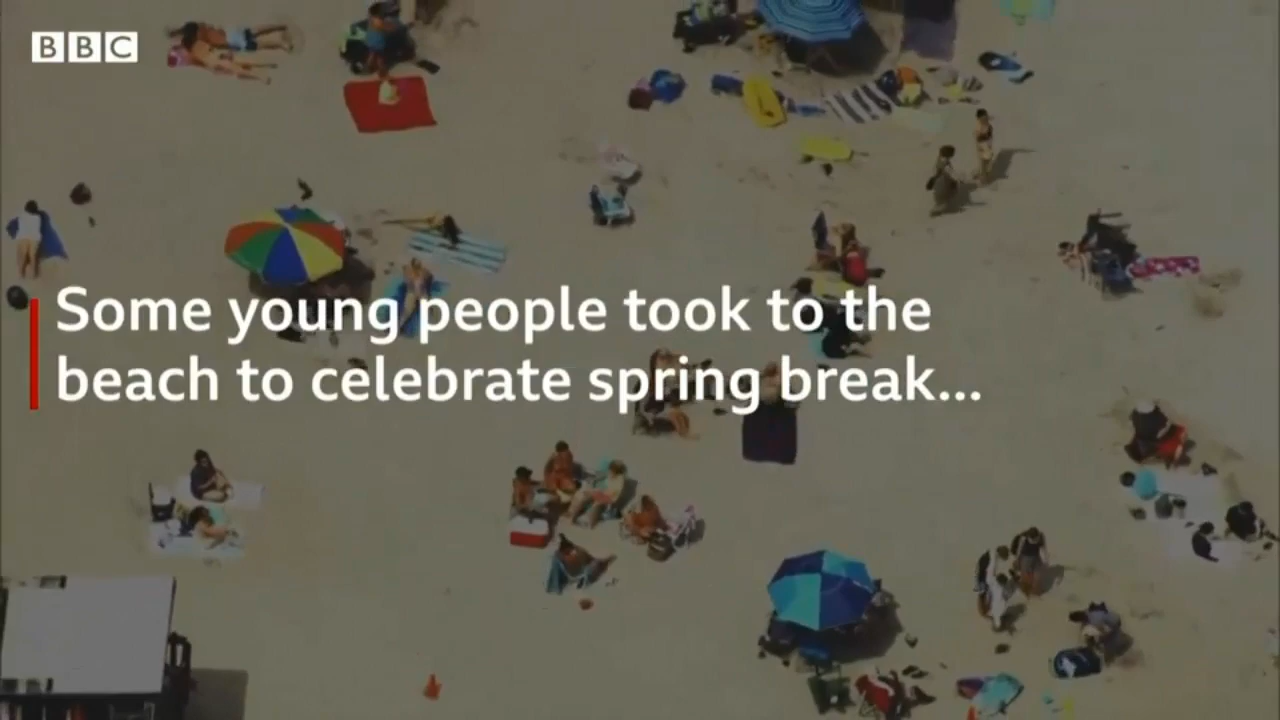 BBC
Some young people took to the
beach to celebrate spring break...